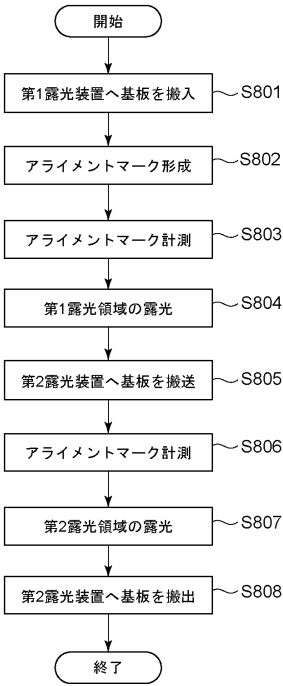 開始
第1露光装置へ基板を搬入 S801
アライメントマーク形成 S802
アライメントマーク計測 S803
第1露光領域の露光 S804
第2露光装置へ基板を搬送 S805
アライメントマーク計測 S806
第2露光領域の露光 S807
第2露光装置へ基板を搬出 S808
終了